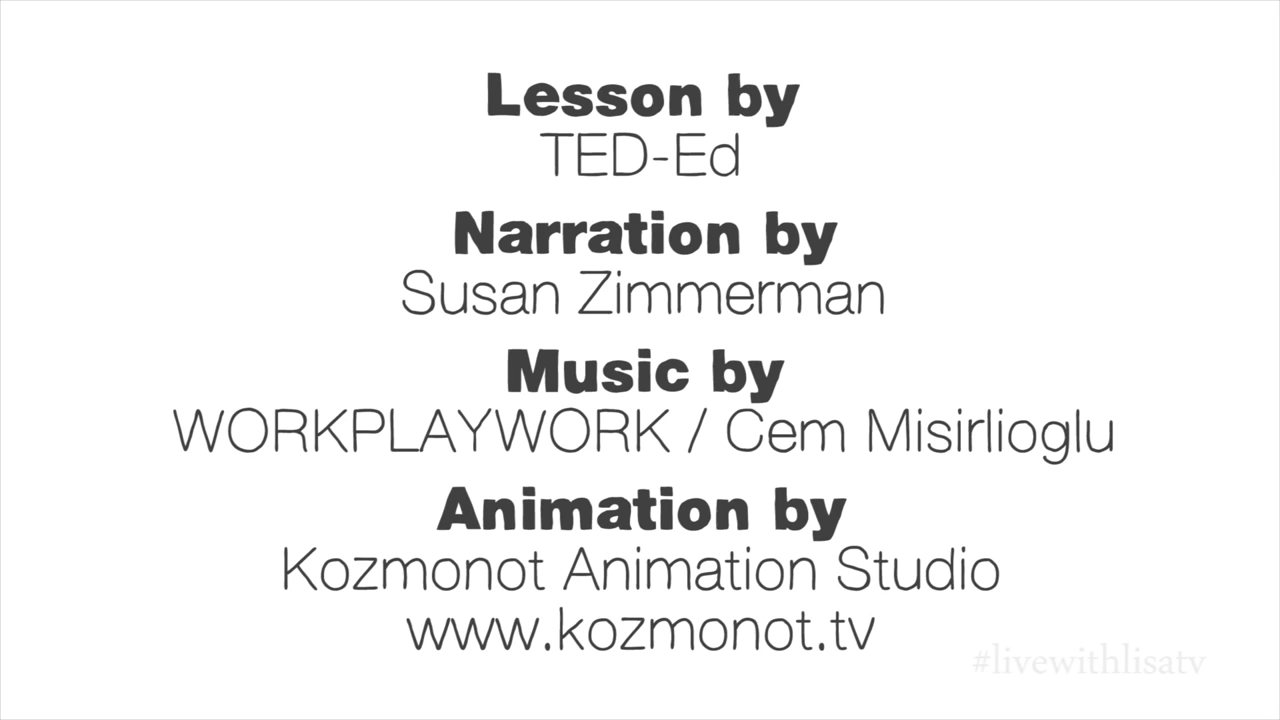 Lesson by
TED-Ed
Narration by
Susan Zimmerman
Music by
WORKPLAYWORK / Cem Misirlioglu
Animation by
Kozmonot Animation Studio
www.kozmonot.tv
#livewithlisatv